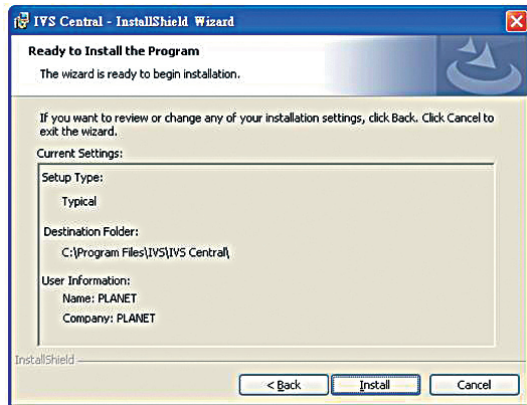 IVS Central - InstallShield Wizard
Ready to Install the Program
The wizard is ready to begin installation.
If you want to review or change any of your installation settings, click Back. Click Cancel to
exit the wizard.
Current Settings:
Setup Type:
Typical
Destination Folder:
C:\Program Files\IVS\IVS Central\
User Information:
Name: PLANET
Company: PLANET
InstallShield
< Back
Install
Cancel